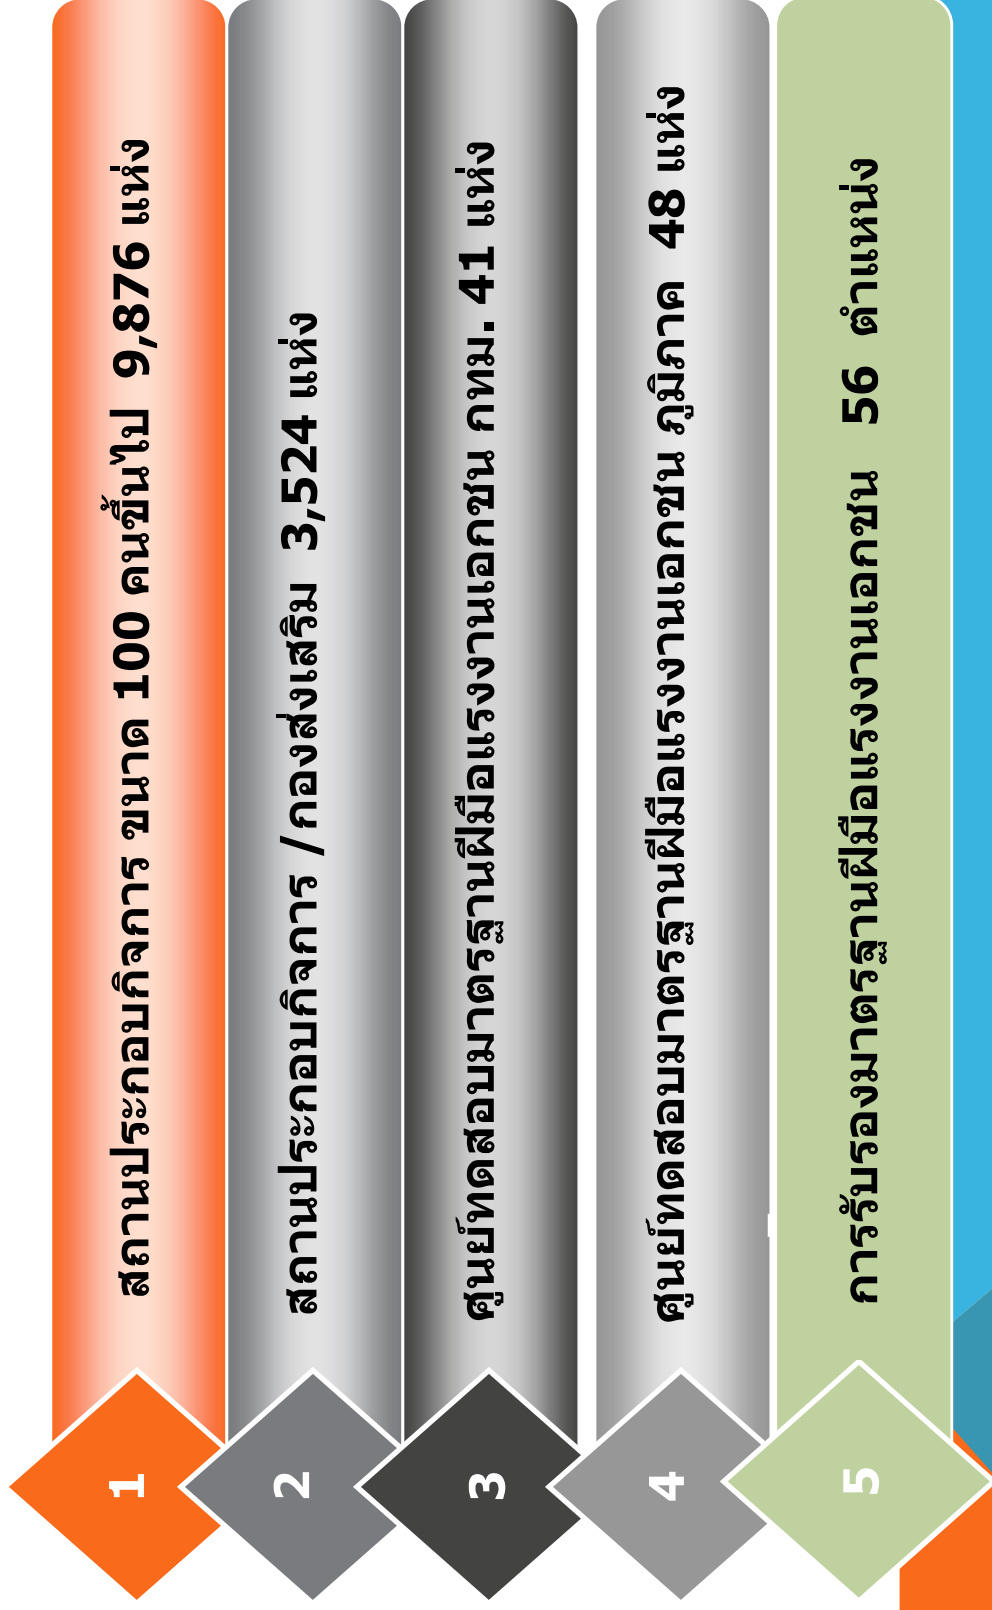 1 สถานประกอบกิจการ ขนาด 100 คนขึ้นไป 9,876 แห่ง
2 สถานประกอบกิจการ /กองส่งเสริม 3,524 แห่ง
3 ศูนย์ทดสอบมาตรฐานฝีมือแรงงานเอกชน กทม. 41 แห่ง
4 ศูนย์ทดสอบมาตรฐานฝีมือแรงงานเอกชน ภูมิภาค 48 แห่ง
5 การรับรองมาตรฐานฝีมือแรงงานเอกชน 56 ตำแหน่ง